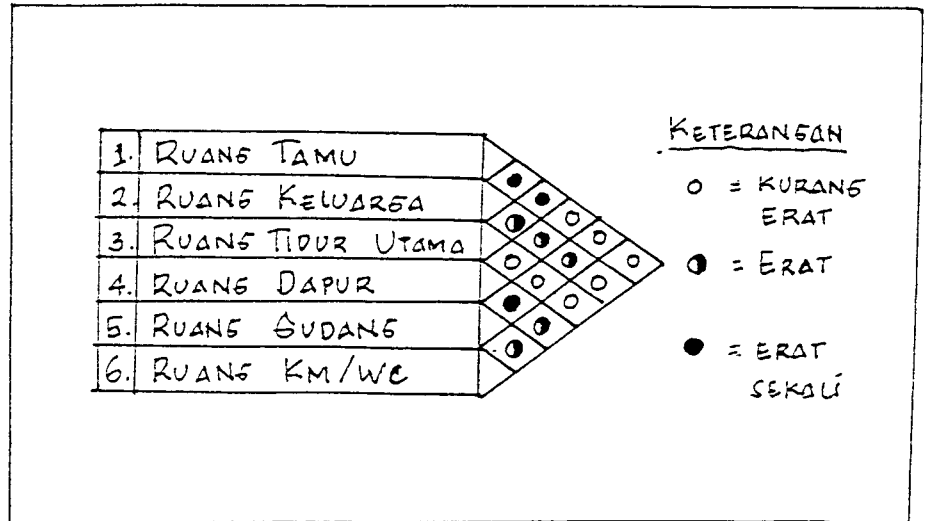 KETERANGAN
1. RUANG TAMU
2. RUANG KELUARGA
3. RUANG TIDUR UTAMA
4. RUANG DAPUR
5. RUANG GUDANG
6. RUANG KM/WC
○ = KURANG
ERAT
◑ = ERAT
● = ERAT
SEKALI